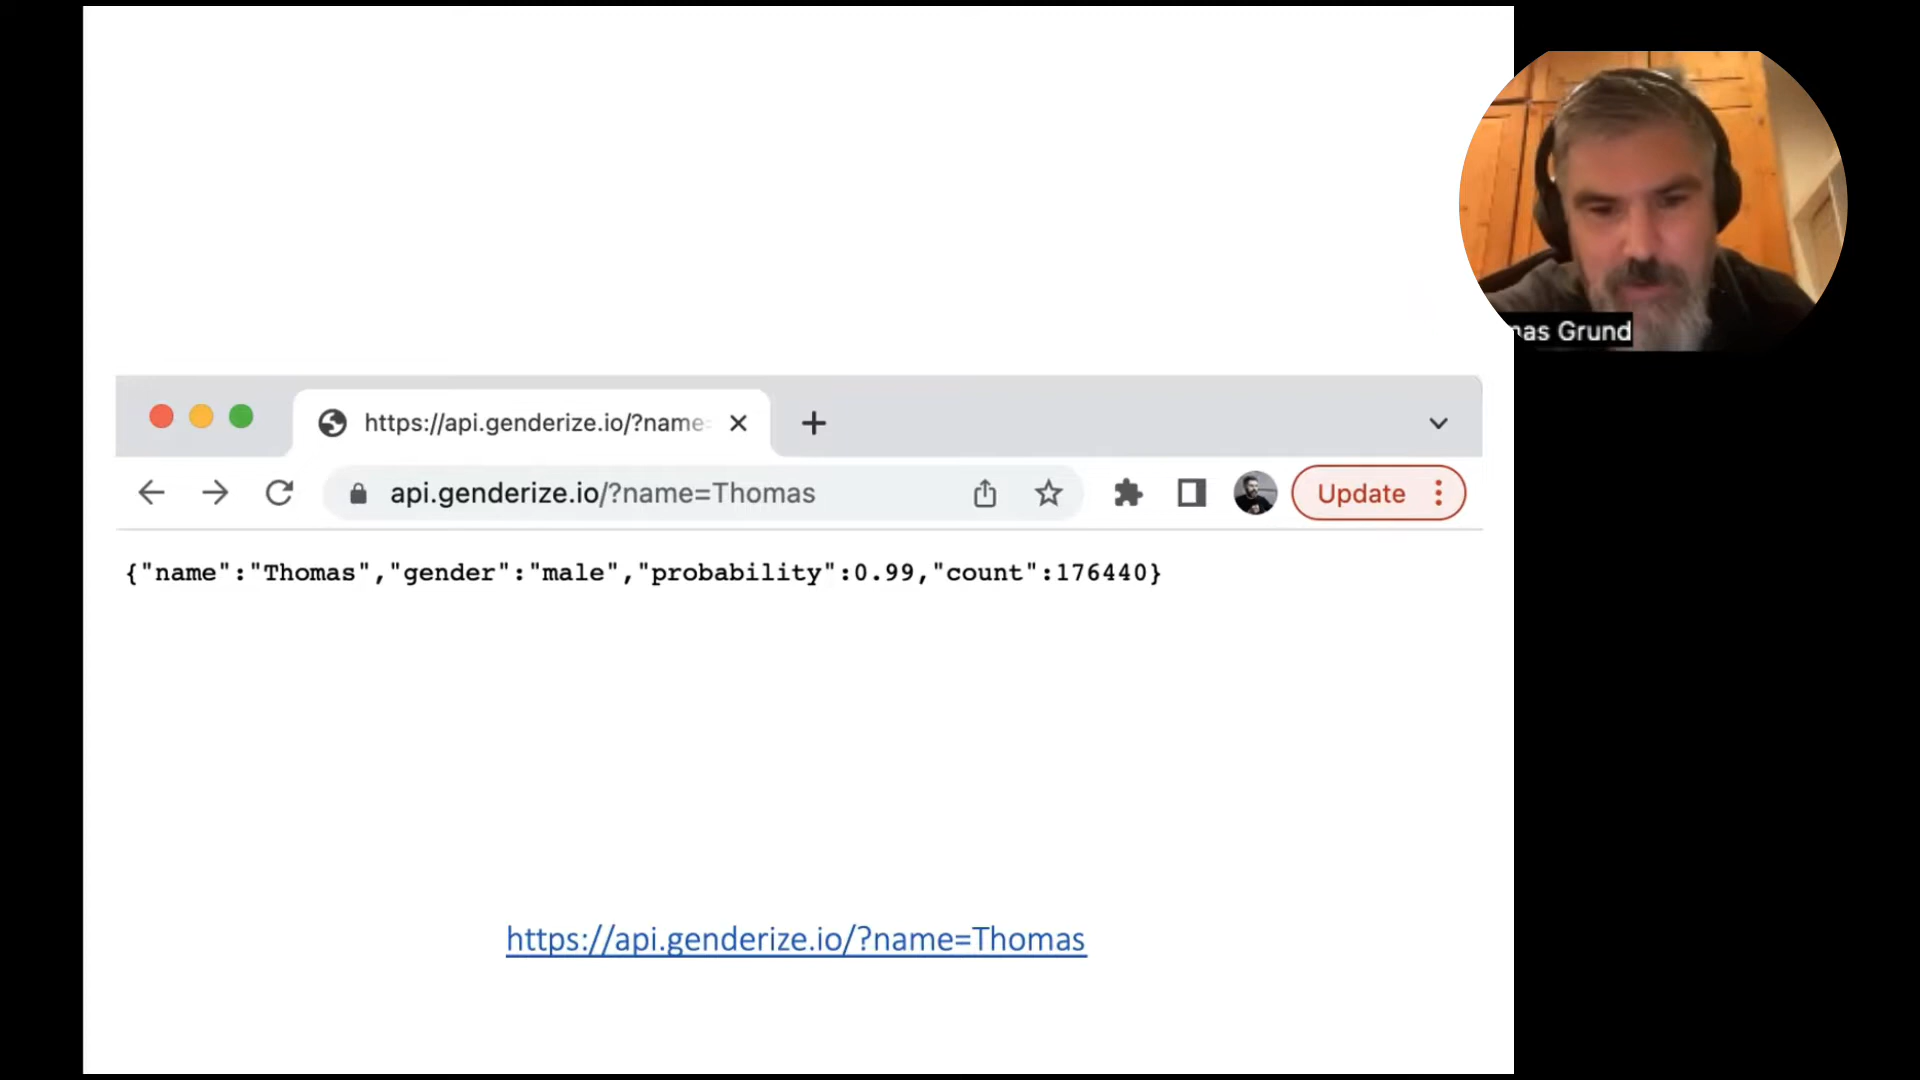 https://api.genderize.io/?name=
api.genderize.io/?name=Thomas
Update
{"name":"Thomas","gender":"male","probability":0.99,"count":176440}
https://api.genderize.io/?name=Thomas
nas Grund